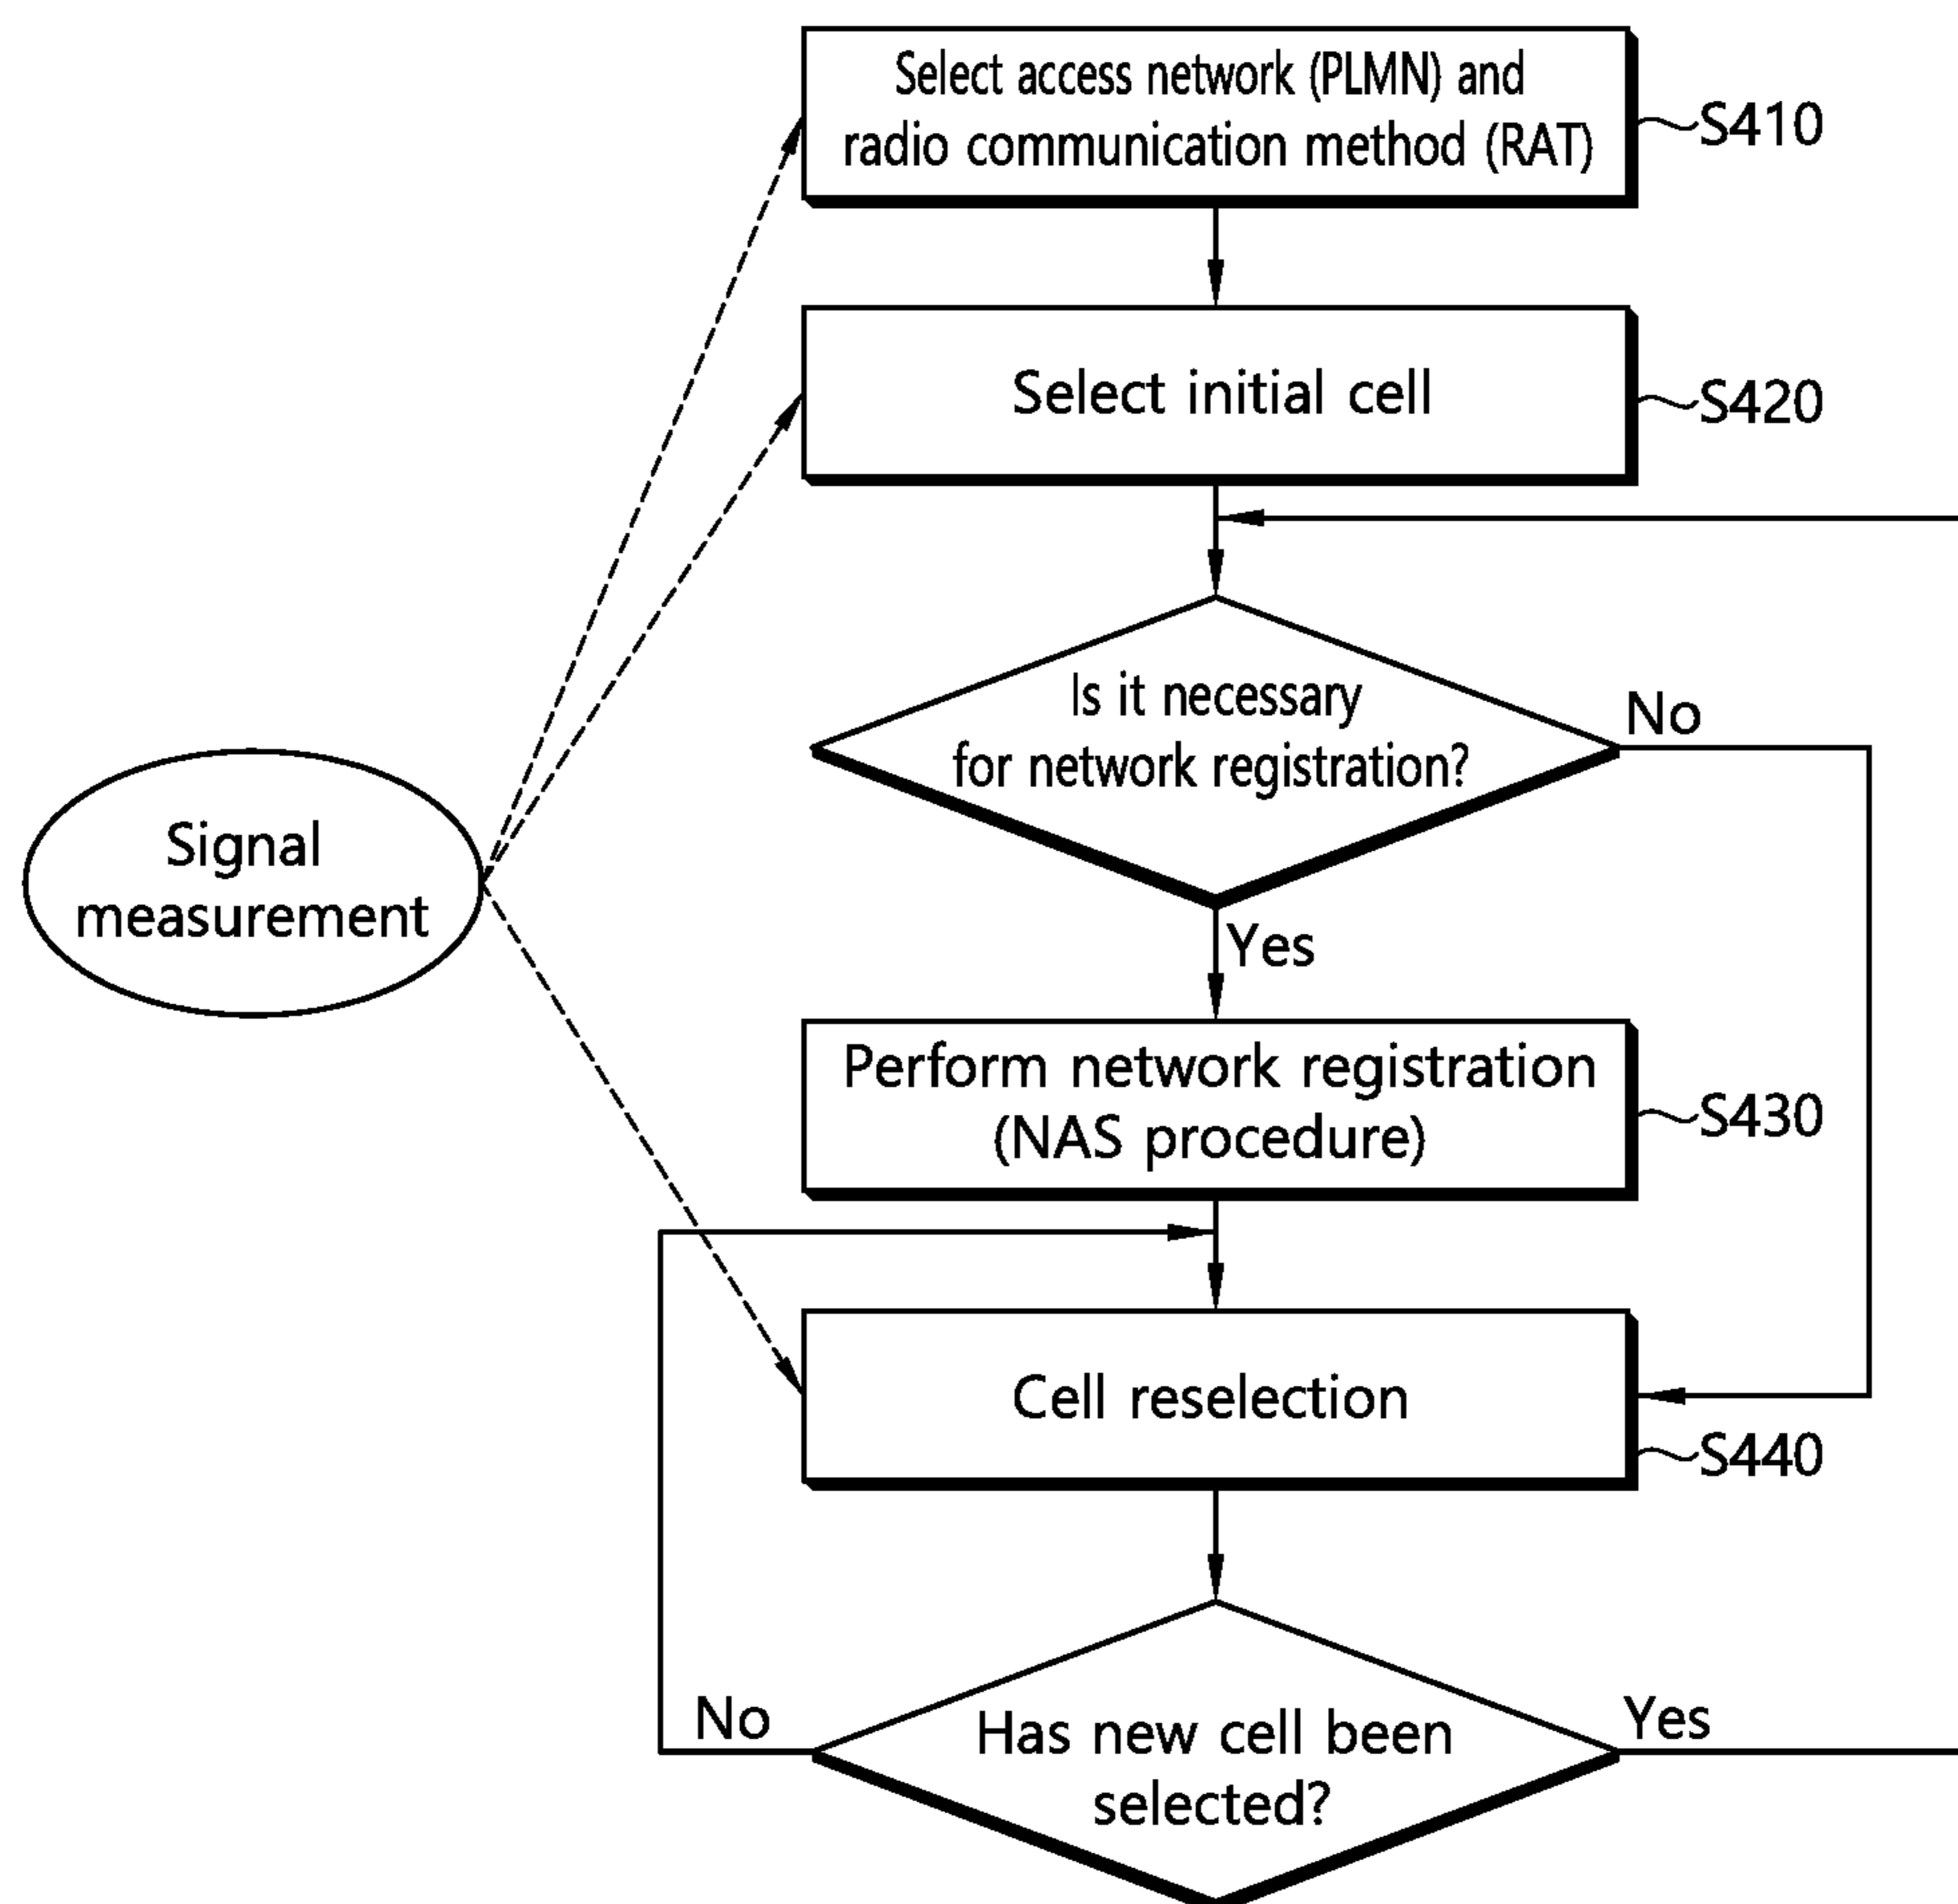 Select access network (PLMN) and
radio communication method (RAT)
S410
Select initial cell
S420
Is it necessary
for network registration?
No
Yes
Signal
measurement
Perform network registration
(NAS procedure)
S430
Cell reselection
S440
Has new cell been
selected?
No
Yes